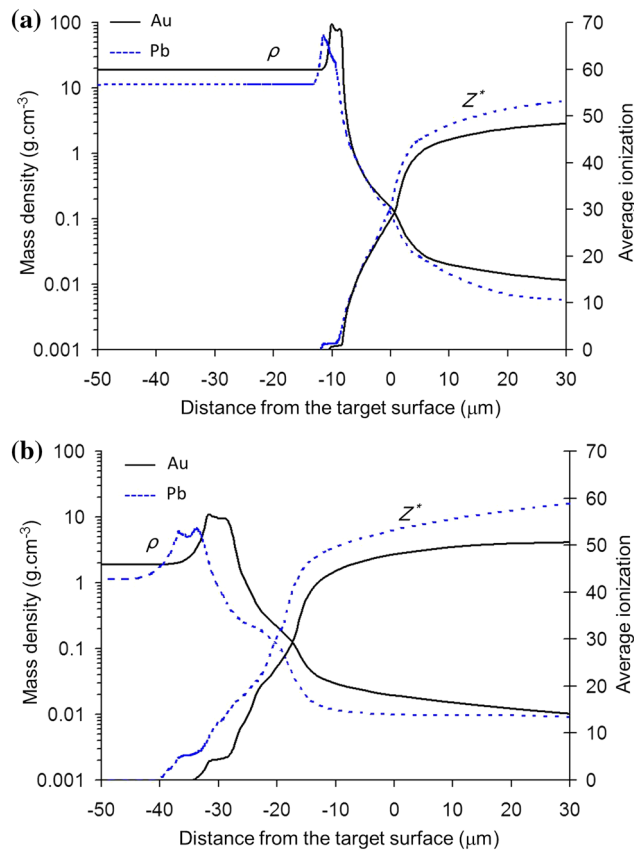 (a)
Au
Pb
ρ
Z*
Mass density (g.cm-3)
100
10
1
0.1
0.01
0.001
70
60
50
40
30
20
10
0
Average ionization
-50 -40 -30 -20 -10 0 10 20 30
Distance from the target surface (μm)
(b)
Au
Pb
ρ
Z*
Mass density (g.cm-3)
100
10
1
0.1
0.01
0.001
70
60
50
40
30
20
10
0
Average ionization
-50 -40 -30 -20 -10 0 10 20 30
Distance from the target surface (μm)